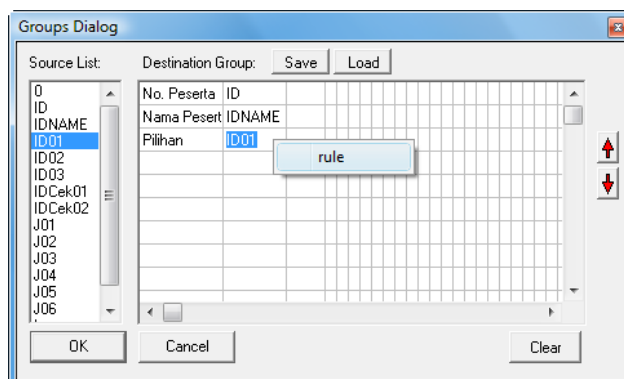 Groups Dialog
Source List:
Destination Group:
Save
Load
0
ID
IDNAME
ID01
ID02
ID03
IDCek01
IDCek02
J01
J02
J03
J04
J05
J06
No. Peserta ID
Nama Pesert IDNAME
Pilihan ID01
rule
OK
Cancel
Clear